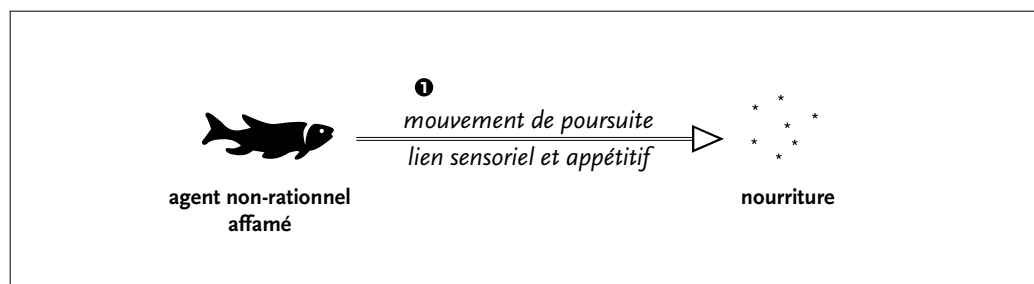 ❶
mouvement de poursuite
lien sensoriel et appétitif
agent non-rationnel
affamé
nourriture